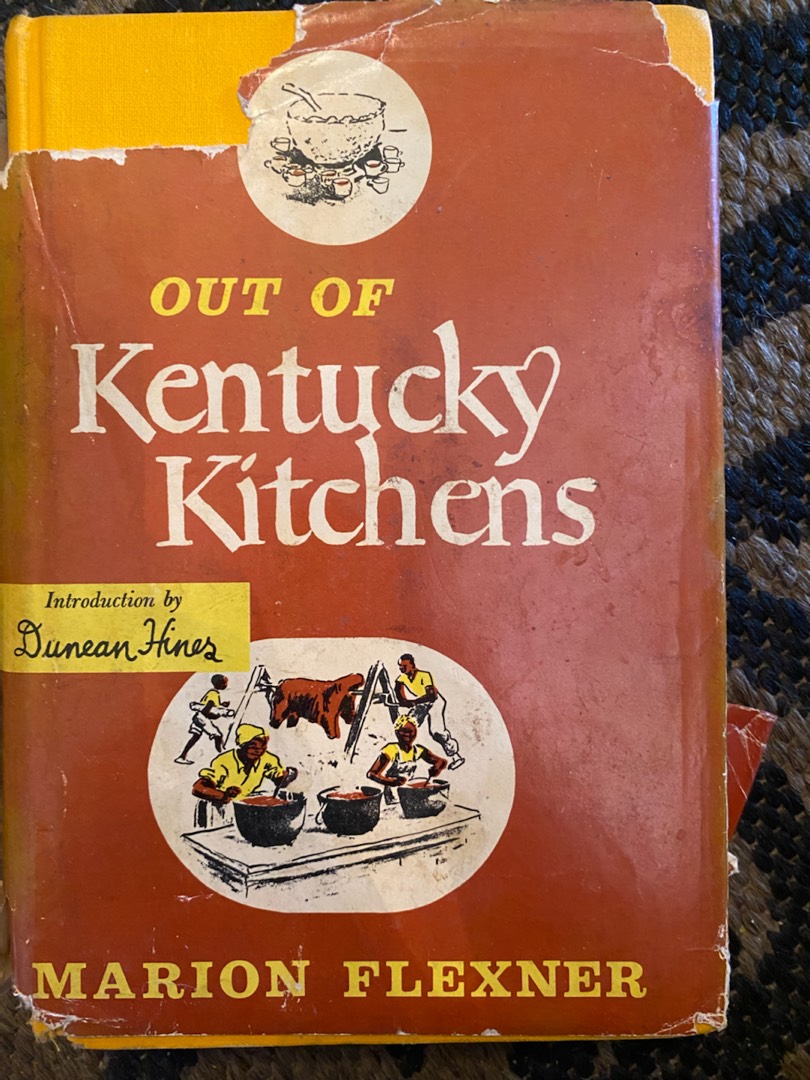 OUT OF
Kentucky
Kitchens
Introduction by
Duncan Hines
MARION FLEXNER